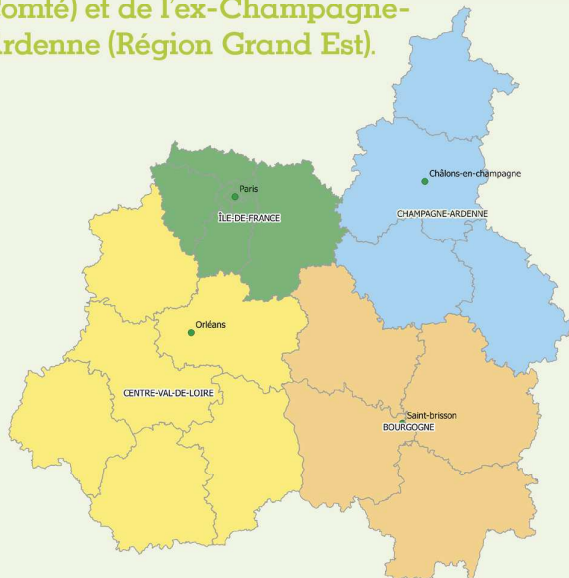 omté) et de l'ex-Champagne-
rdenne (Région Grand Est).
Châlons-en-champagne
Paris
CHAMPAGNE-ARDENNE
ÎLE-DE-FRANCE
Orléans
CENTRE-VAL-DE-LOIRE
Saint-brisson
BOURGOGNE